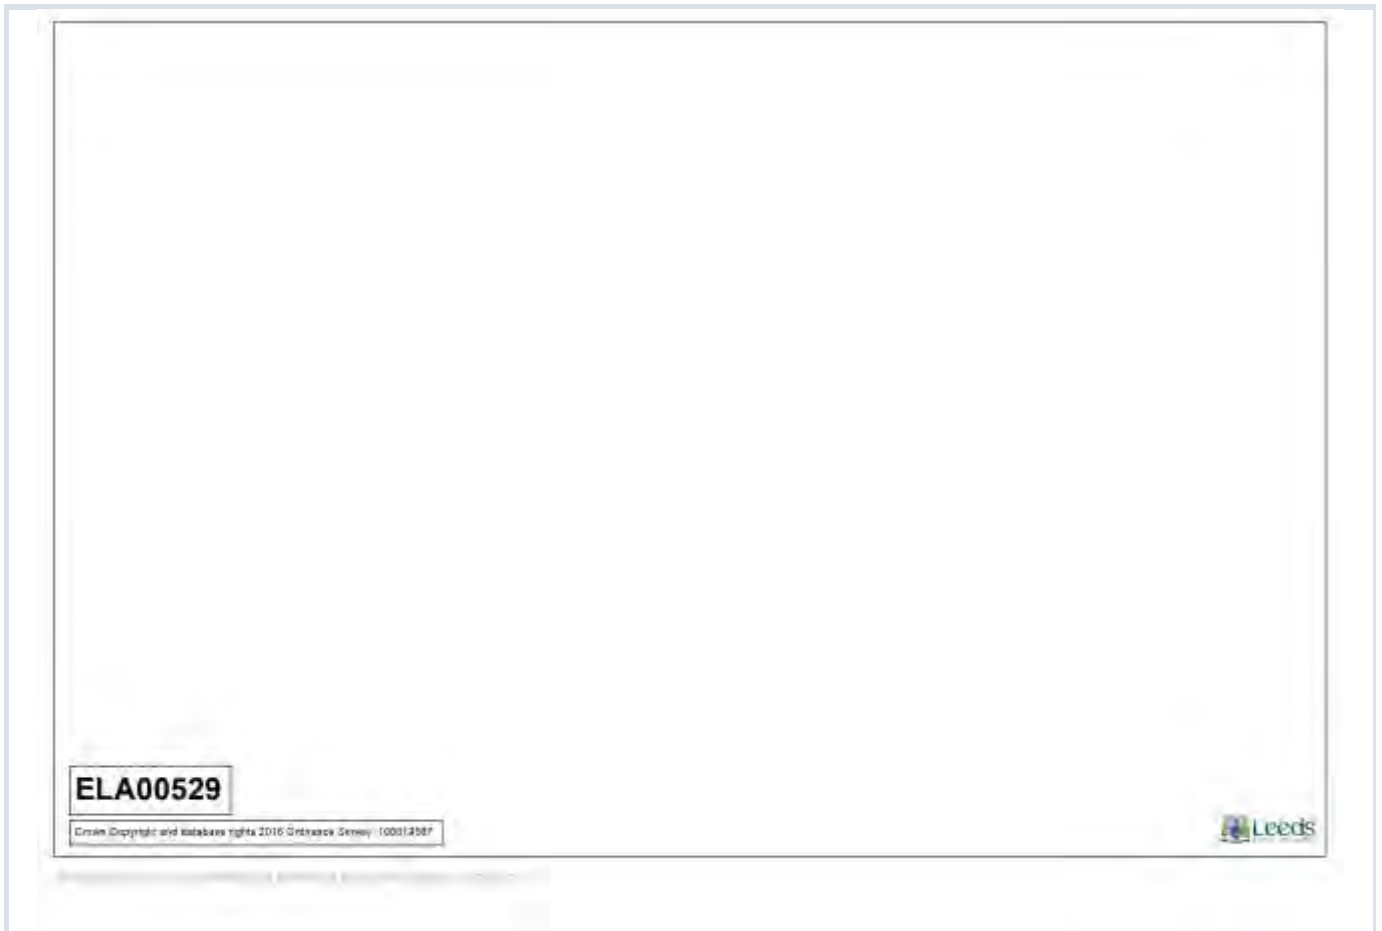 ELA00529
Crown Copyright and database rights 2016 Ordnance Survey 100019567
Leeds